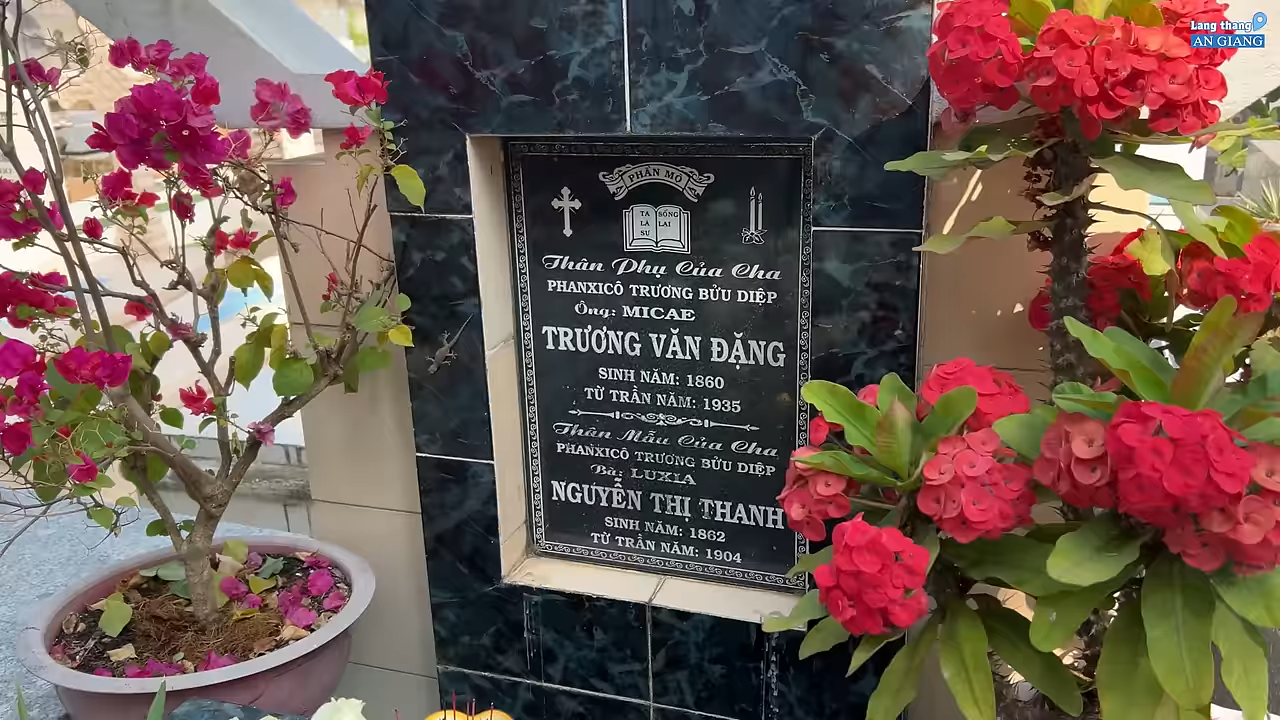 Lang thang
AN GIANG
PHẦN MỘ
TA SỐNG
SỰ LẠI
Thân Phụ Của Cha
PHANXICÔ TRƯƠNG BỬU DIỆP
Ông: MICAE
TRƯƠNG VĂN ĐẶNG
SINH NĂM: 1860
TỪ TRẦN NĂM: 1935
Thân Mẫu Của Cha
PHANXICÔ TRƯƠNG BỬU DIỆP
Bà: LUXIA
NGUYỄN THỊ THANH
SINH NĂM: 1862
TỪ TRẦN NĂM: 1904